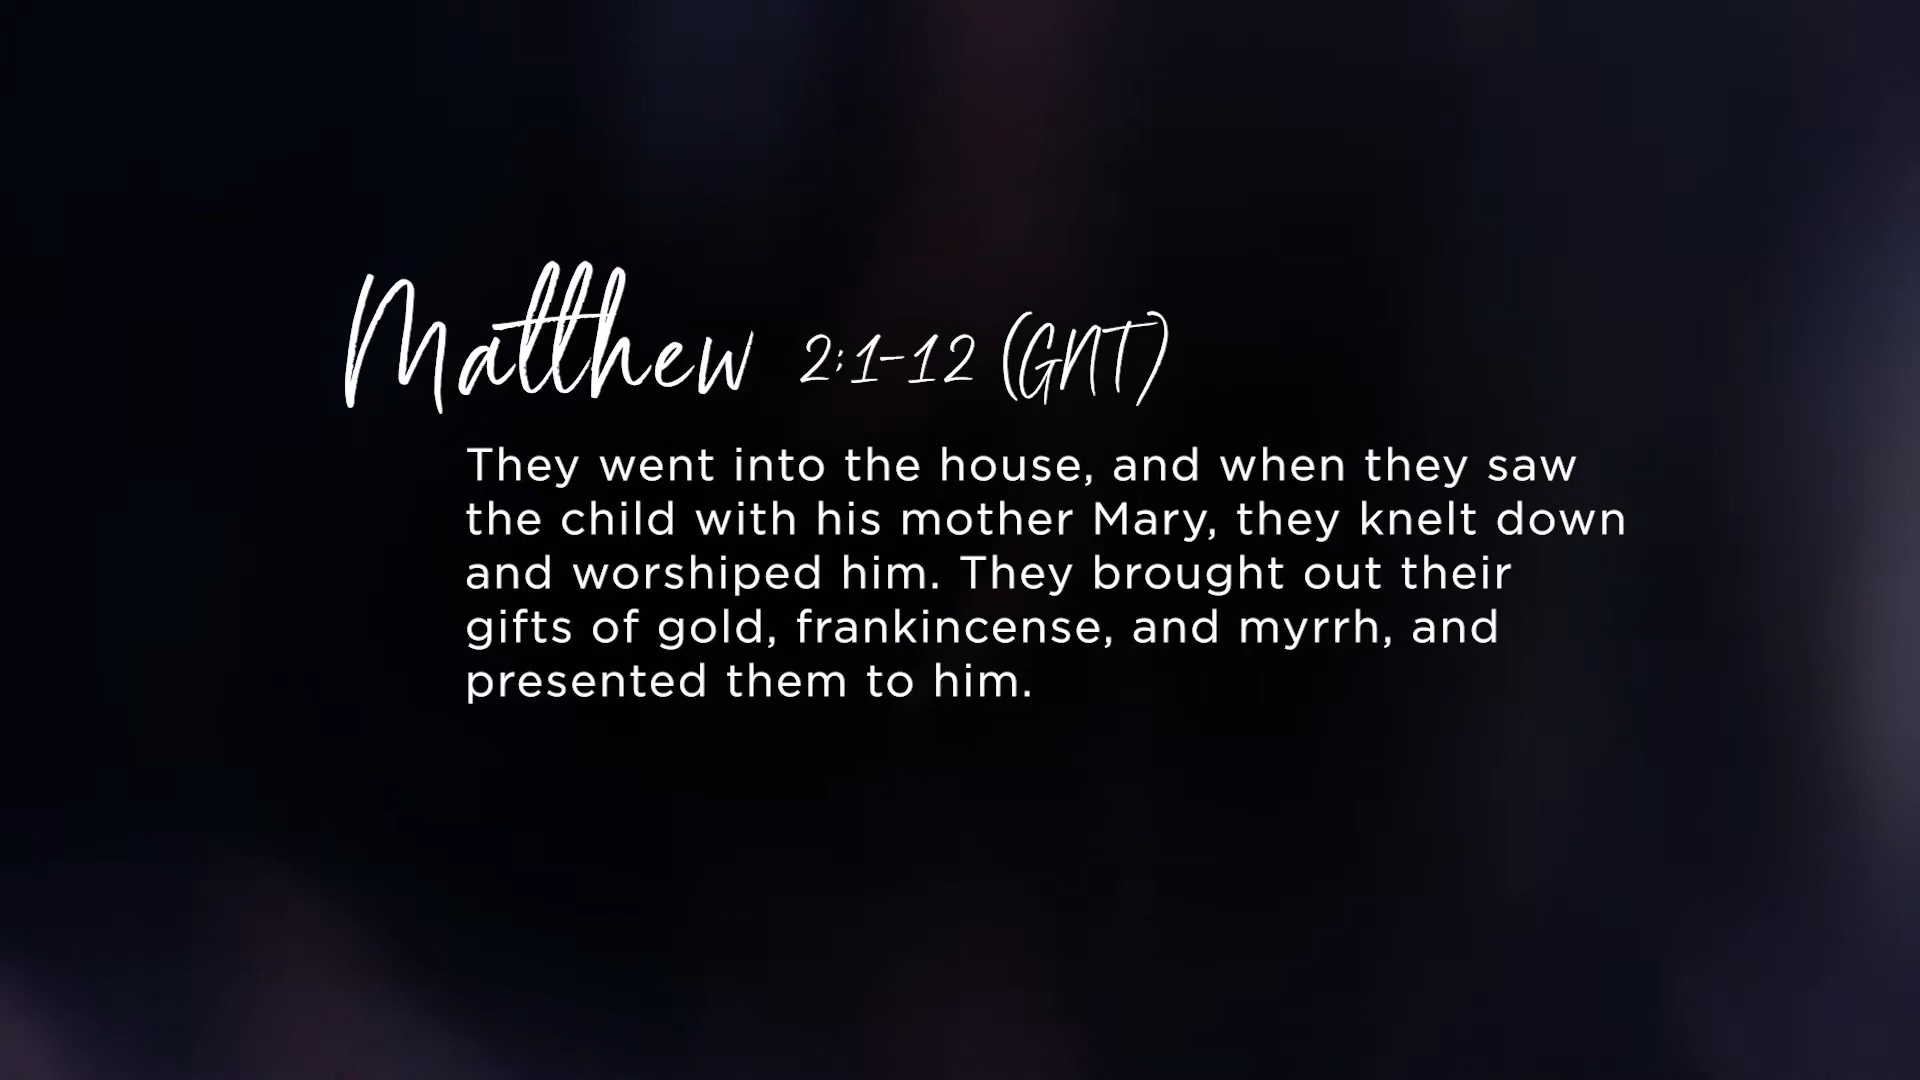 Matthew 2:1-12 (GNT)
They went into the house, and when they saw
the child with his mother Mary, they knelt down
and worshiped him. They brought out their
gifts of gold, frankincense, and myrrh, and
presented them to him.